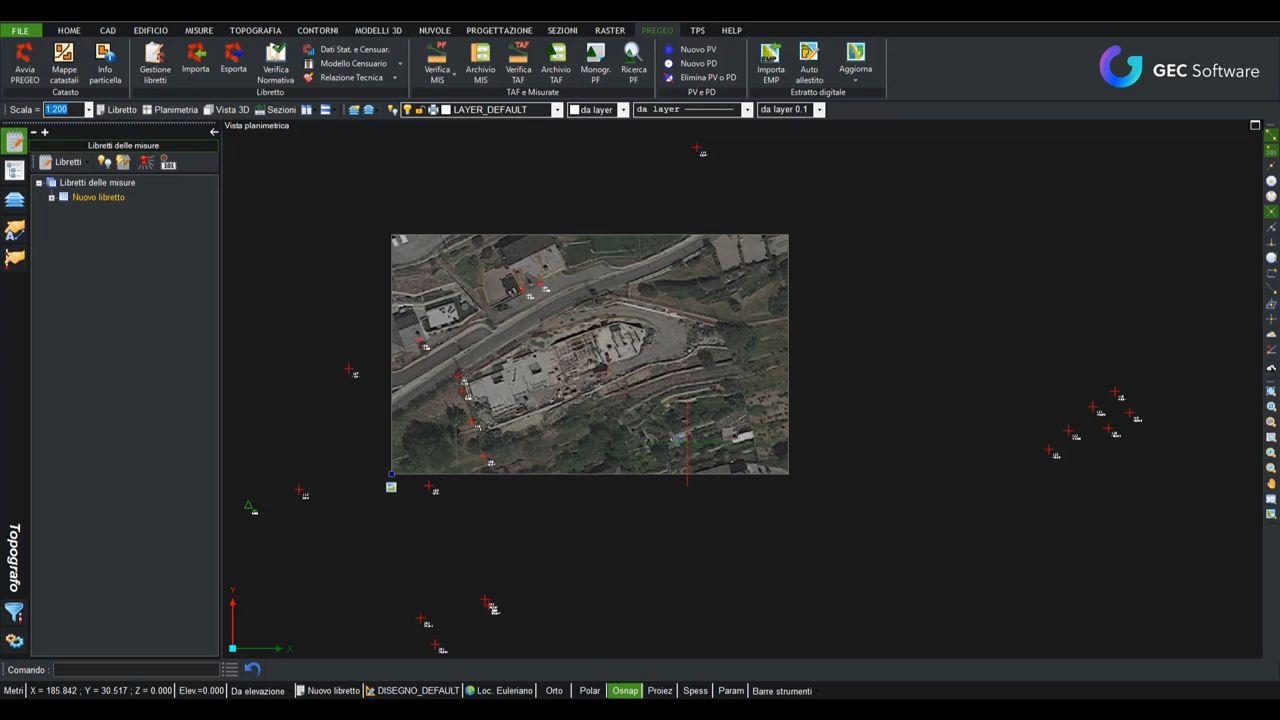 FILE HOME CAD EDIFICIO MISURE TOPOGRAFIA CONTORNI MODELLI 3D NUVOLE PROGETTAZIONE SEZIONI RASTER PREGEO TPS HELP
Avvia PREGEO
Mappe catastali
Info particella
Catasto
Gestione libretti
Importa
Esporta
Verifica Normativa
Dati Stat. e Censuar.
Modello Censuario
Relazione Tecnica
Libretto
Verifica MIS
Archivio MIS
Verifica TAF
Archivio TAF
Monogr. PF
Ricerca PF
TAF e Misurate
Nuovo PV
Nuovo PD
Elimina PV o PD
PV e PD
Importa EMP
Auto allestito
Aggiorna
Estratto digitale
GEC Software
Scala = 1:200 Libretto Planimetria Vista 3D Sezioni LAYER_DEFAULT da layer da layer da layer 0.1
Vista planimetrica
Libretti delle misure
Libretti
Libretti delle misure
Nuovo libretto
Topografo
Y
X
Comando :
Metri X = 185.842 ; Y = 30.517 ; Z = 0.000 Elev=0.000 Da elevazione Nuovo libretto DISEGNO_DEFAULT Loc. Euleriano Orto Polar Osnap Proiez Spess Param Barre strumenti